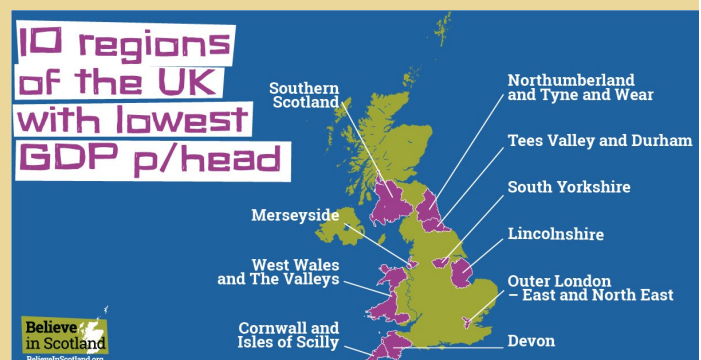 10 regions
of the UK
with lowest
GDP p/head
Southern
Scotland
Northumberland
and Tyne and Wear
Tees Valley and Durham
South Yorkshire
Merseyside
Lincolnshire
West Wales
and The Valleys
Outer London
– East and North East
Cornwall and
Isles of Scilly
Devon
Believe
in Scotland
BelieveInScotland.org